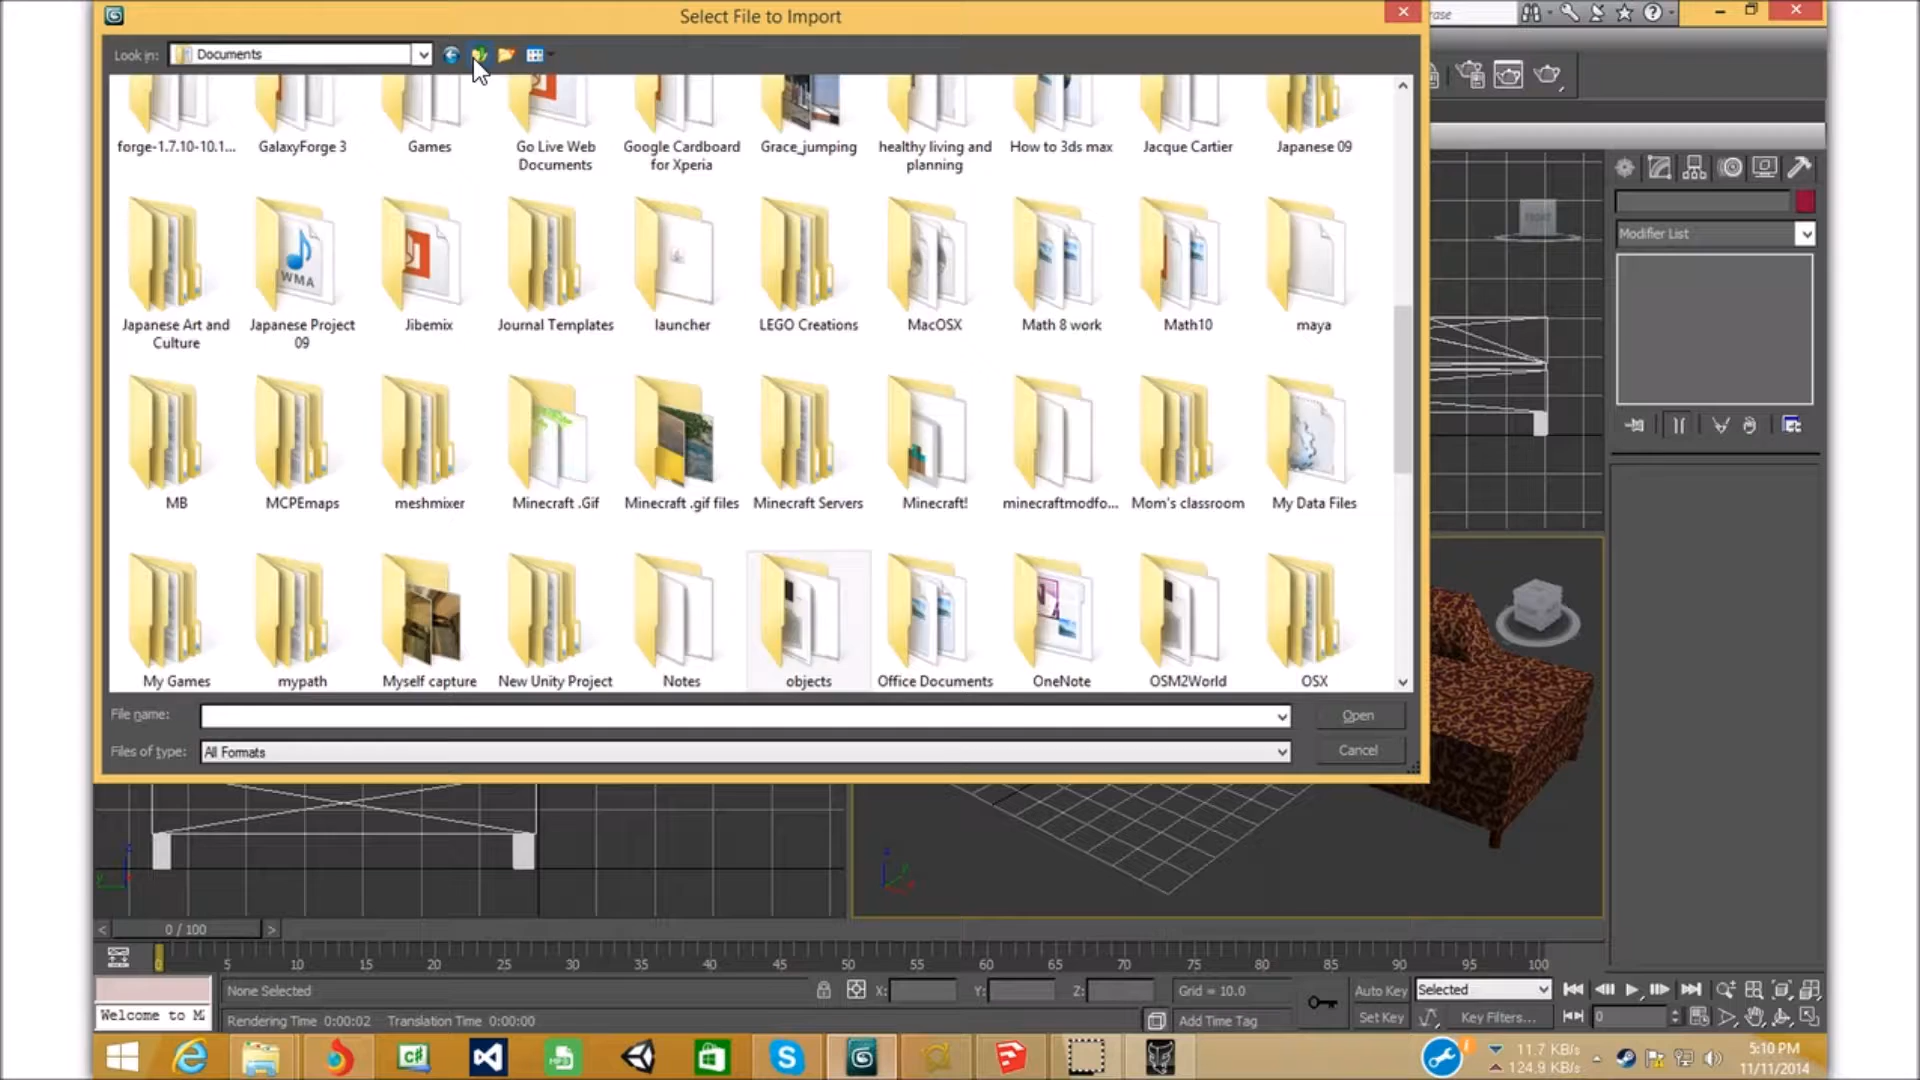 Select File to Import
Look in: Documents
forge-1.7.10-10.1...
GalaxyForge 3
Games
Go Live Web
Documents
Google Cardboard
for Xperia
Grace_jumping
healthy living and
planning
How to 3ds max
Jacque Cartier
Japanese 09
Japanese Art and
Culture
Japanese Project
09
WMA
Jibemix
Journal Templates
launcher
LEGO Creations
MacOSX
Math 8 work
Math10
maya
MB
MCPEmaps
meshmixer
Minecraft .Gif
Minecraft .gif files
Minecraft Servers
Minecraft!
minecraftmodfo...
Mom's classroom
My Data Files
My Games
mypath
Myself capture
New Unity Project
Notes
objects
Office Documents
OneNote
OSM2World
OSX
File name:
Open
Files of type: All Formats
Cancel
Modifier List
FRONT
0 / 100
0 5 10 15 20 25 30 35 40 45 50 55 60 65 70 75 80 85 90 95 100
None Selected
X: Y: Z:
Grid = 10.0
Auto Key
Selected
Welcome to M
Rendering Time 0:00:02 Translation Time 0:00:00
Add Time Tag
Set Key
Key Filters...
0
11.7 KB/s
124.9 KB/s
5:10 PM
11/11/2014